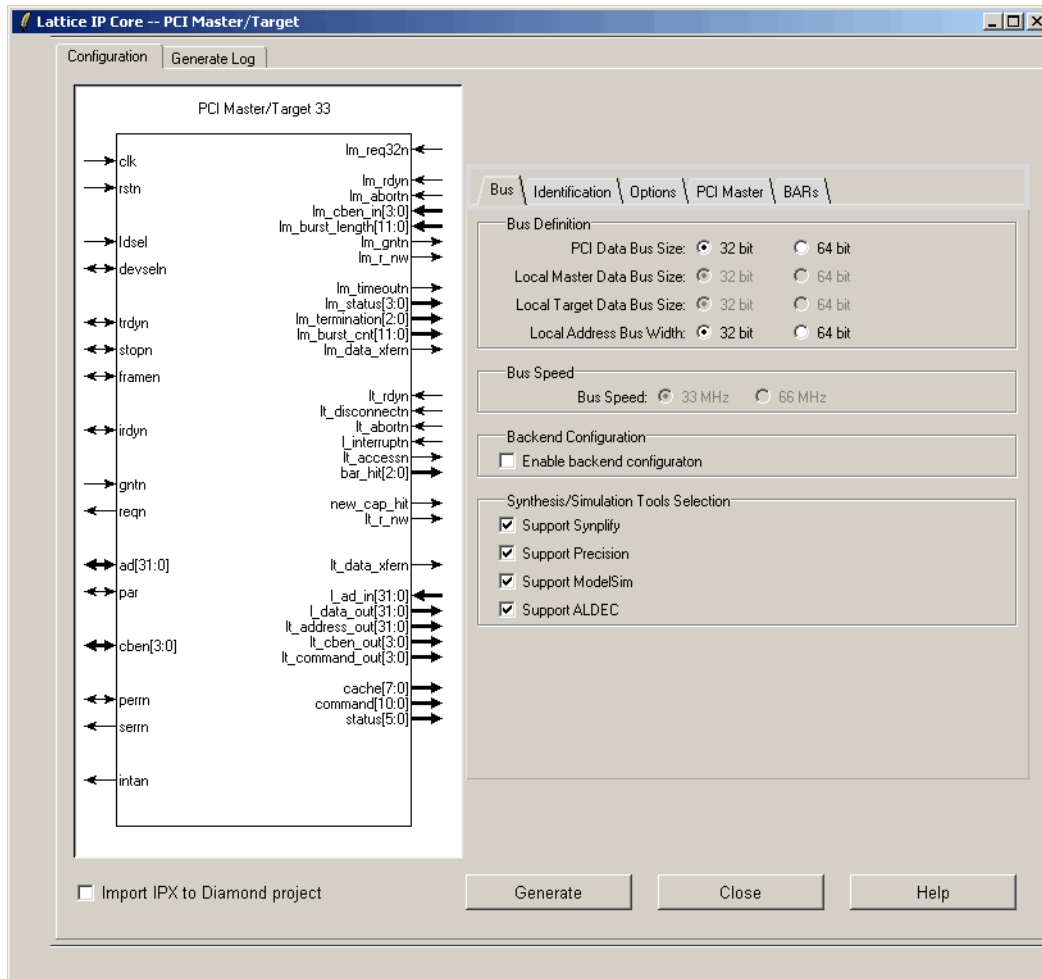 Lattice IP Core -- PCI Master/Target
Configuration
Generate Log
PCI Master/Target 33
clk
rstn
ldsel
devseln
trdyn
stopn
framen
irdyn
gntn
reqn
ad[31:0]
par
cben[3:0]
perrn
serrn
intan
lm_req32n
lm_rdyn
lm_abortn
lm_cben_in[3:0]
lm_burst_length[11:0]
lm_gntn
lm_r_nw
lm_timeoutn
lm_status[3:0]
lm_termination[2:0]
lm_burst_cnt[11:0]
lm_data_xfern
lt_rdyn
lt_disconnectn
lt_abortn
l_interruptn
lt_accessn
bar_hit[2:0]
new_cap_hit
lt_r_nw
lt_data_xfern
l_ad_in[31:0]
l_data_out[31:0]
lt_address_out[31:0]
lt_cben_out[3:0]
lt_command_out[3:0]
cache[7:0]
command[10:0]
status[5:0]
Bus Identification Options PCI Master BARs
Bus Definition
PCI Data Bus Size: 32 bit 64 bit
Local Master Data Bus Size: 32 bit 64 bit
Local Target Data Bus Size: 32 bit 64 bit
Local Address Bus Width: 32 bit 64 bit
Bus Speed
Bus Speed: 33 MHz 66 MHz
Backend Configuration
Enable backend configuraton
Synthesis/Simulation Tools Selection
Support Synplify
Support Precision
Support ModelSim
Support ALDEC
Import IPX to Diamond project
Generate
Close
Help